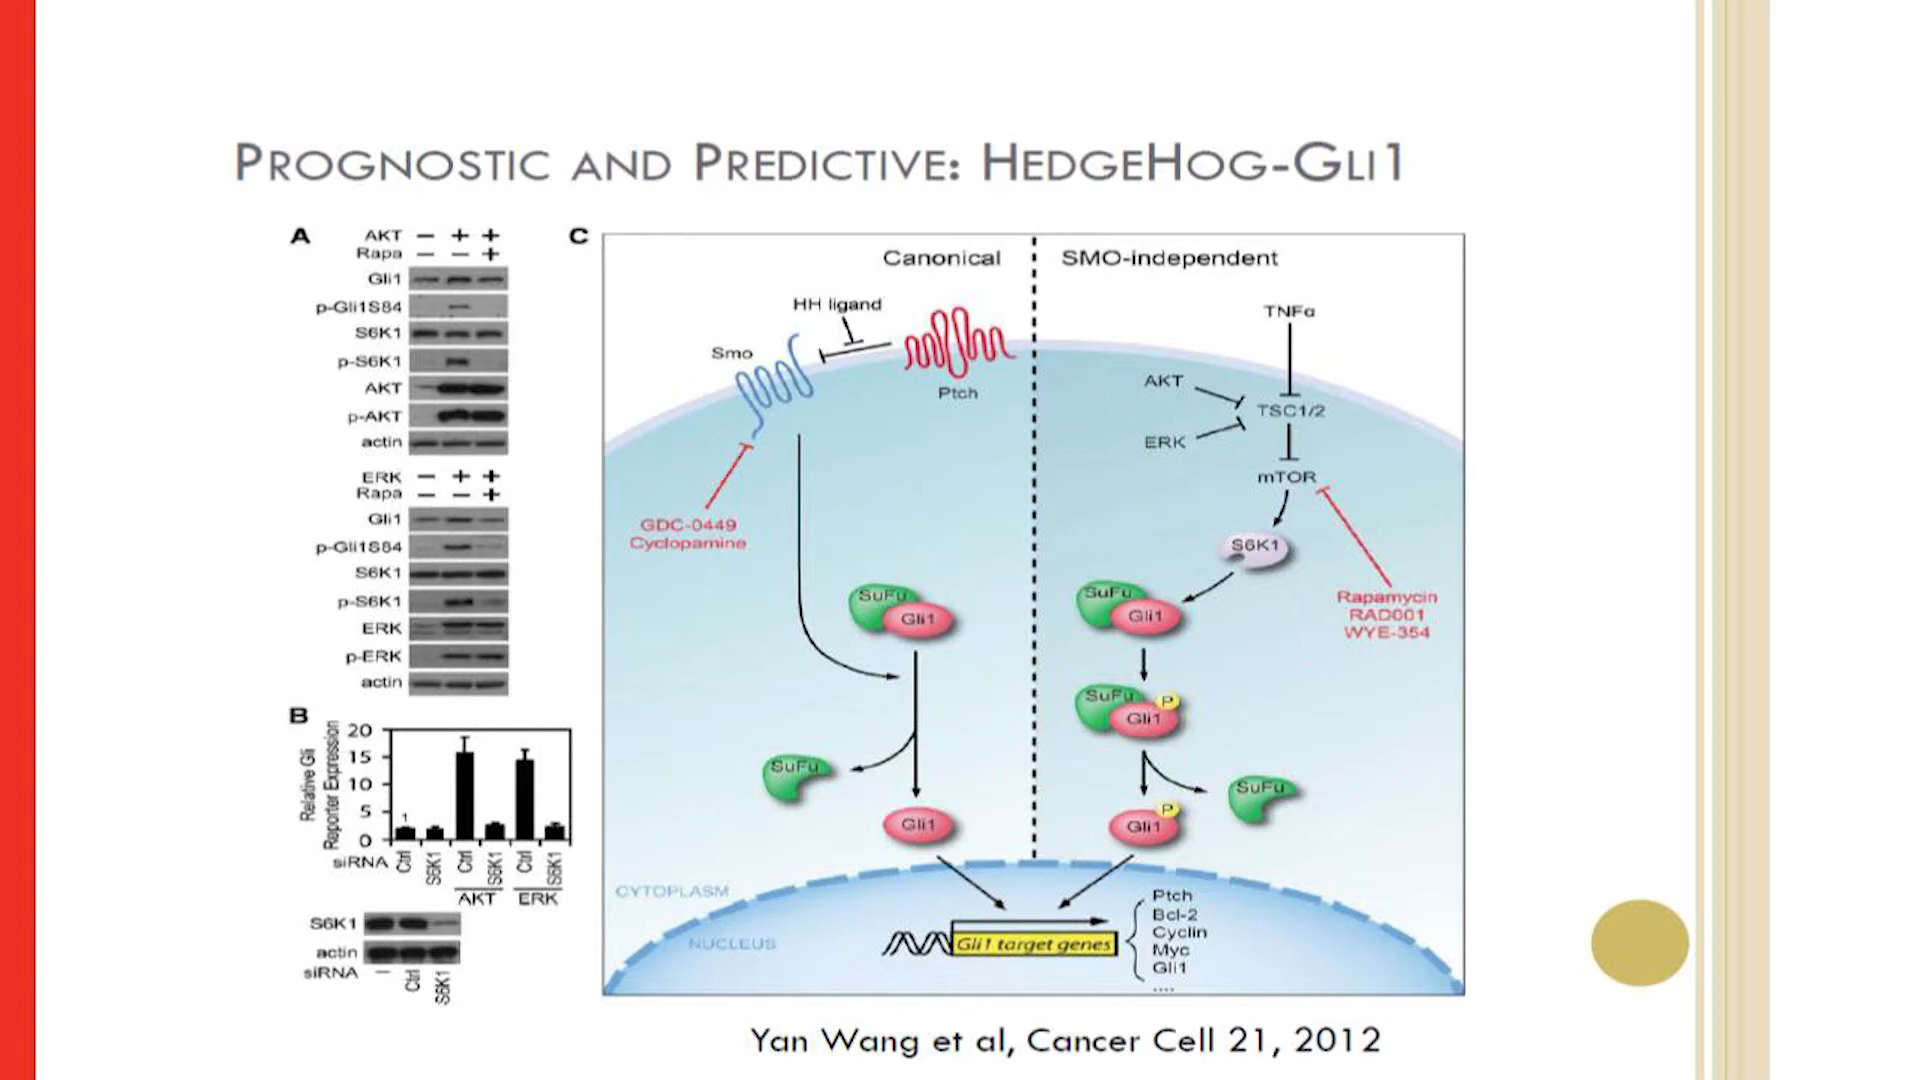 PROGNOSTIC AND PREDICTIVE: HEDGEHOG-GLI1
A
AKT − + +
Rapa − − +
Gli1
p-Gli1S84
S6K1
p-S6K1
AKT
p-AKT
actin
ERK − + +
Rapa − − +
Gli1
p-Gli1S84
S6K1
p-S6K1
ERK
p-ERK
actin
B
Relative Gli
Reporter Expression
20
15
10
5
0
1
siRNA Ctrl S6K1 Ctrl S6K1 Ctrl S6K1
AKT ERK
S6K1
actin
siRNA − Ctrl S6K1
C
Canonical
SMO-independent
HH ligand
Smo
Ptch
GDC-0449
Cyclopamine
SuFu
Gli1
SuFu
Gli1
TNFα
AKT
TSC1/2
ERK
mTOR
S6K1
Rapamycin
RAD001
WYE-354
SuFu
Gli1
SuFu
P
Gli1
SuFu
P
Gli1
CYTOPLASM
NUCLEUS
Gli1 target genes
Ptch
Bcl-2
Cyclin
Myc
Gli1
....
Yan Wang et al, Cancer Cell 21, 2012